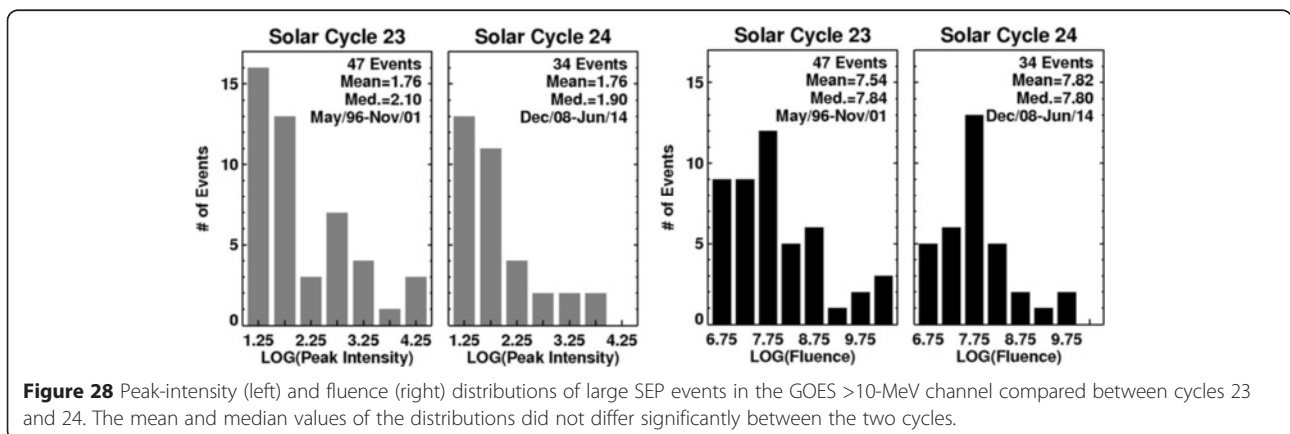 Solar Cycle 23
47 Events
Mean=1.76
Med.=2.10
May/96-Nov/01
15
10
5
0
# of Events
1.25 2.25 3.25 4.25
LOG(Peak Intensity)
Solar Cycle 24
34 Events
Mean=1.76
Med.=1.90
Dec/08-Jun/14
1.25 2.25 3.25 4.25
LOG(Peak Intensity)
Solar Cycle 23
47 Events
Mean=7.54
Med.=7.84
May/96-Nov/01
15
10
5
0
# of Events
6.75 7.75 8.75 9.75
LOG(Fluence)
Solar Cycle 24
34 Events
Mean=7.82
Med.=7.80
Dec/08-Jun/14
6.75 7.75 8.75 9.75
LOG(Fluence)
Figure 28 Peak-intensity (left) and fluence (right) distributions of large SEP events in the GOES >10-MeV channel compared between cycles 23
and 24. The mean and median values of the distributions did not differ significantly between the two cycles.